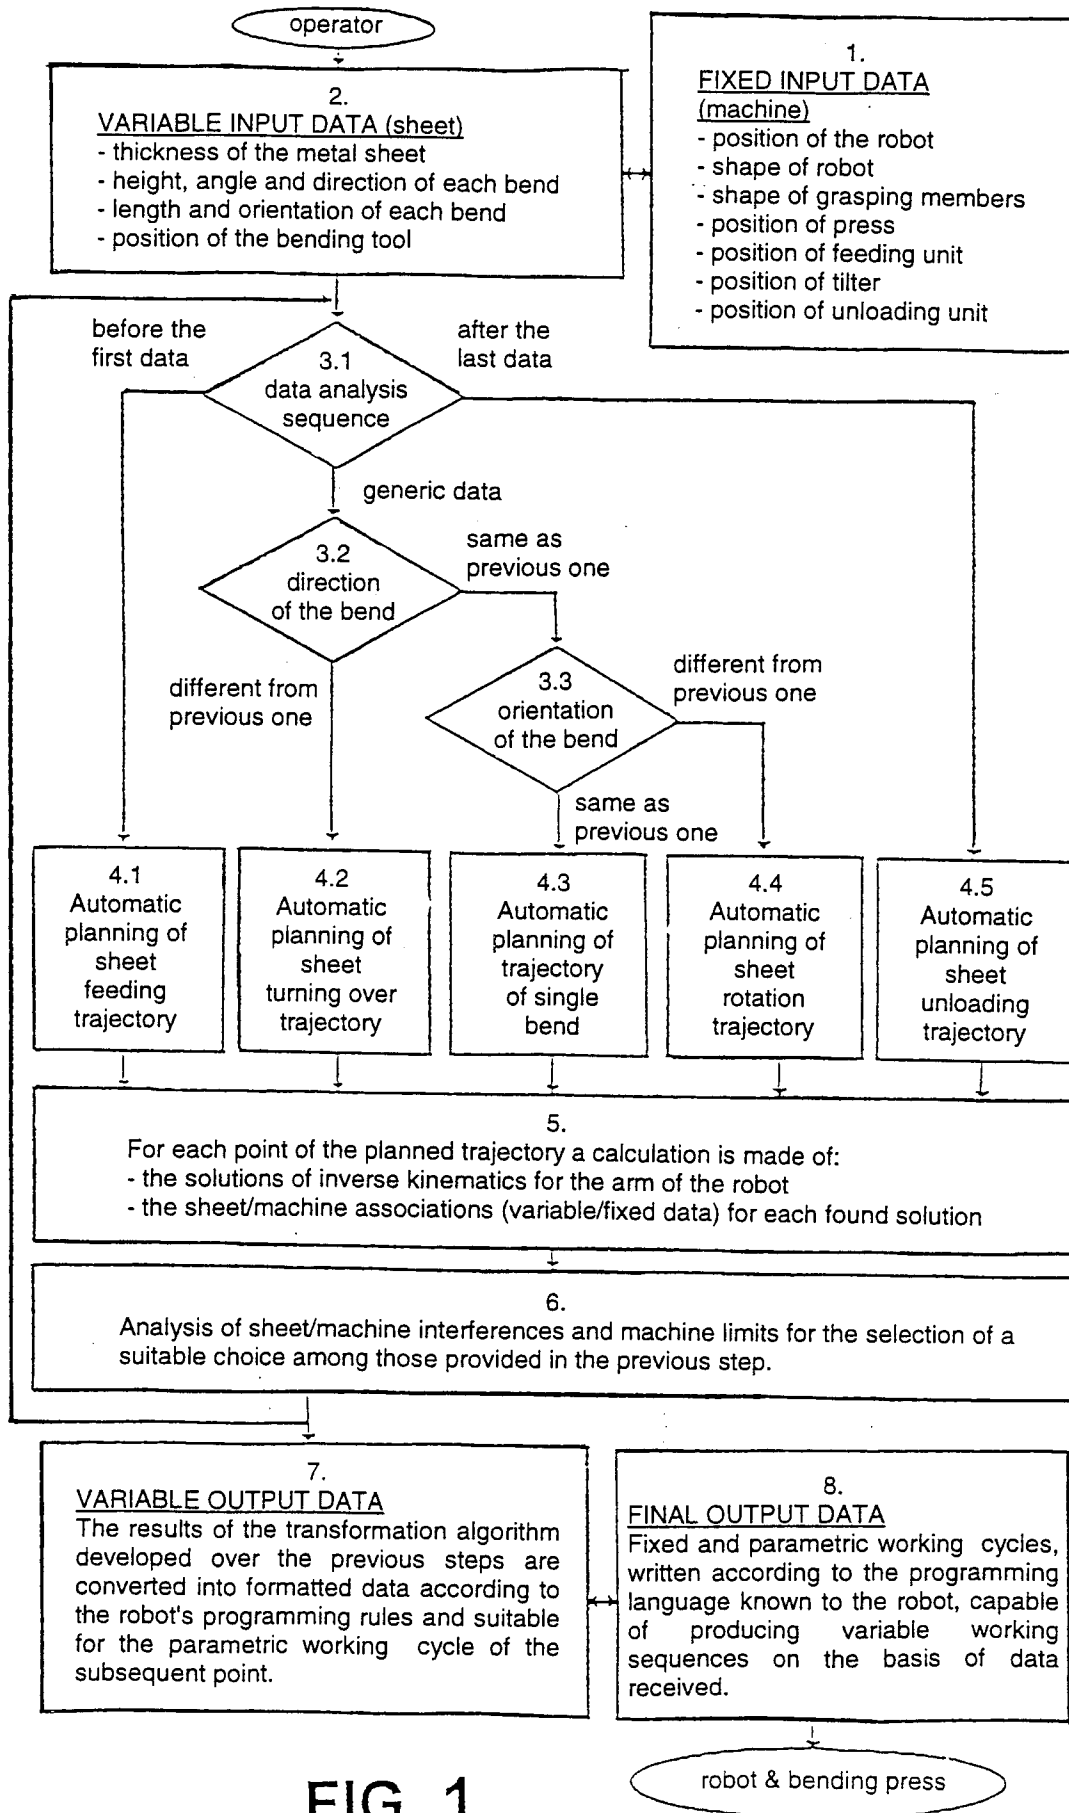 operator
1.
FIXED INPUT DATA
(machine)
- position of the robot
- shape of robot
- shape of grasping members
- position of press
- position of feeding unit
- position of tilter
- position of unloading unit
2.
VARIABLE INPUT DATA (sheet)
- thickness of the metal sheet
- height, angle and direction of each bend
- length and orientation of each bend
- position of the bending tool
before the
first data
after the
last data
3.1
data analysis
sequence
generic data
3.2
direction
of the bend
same as
previous one
different from
previous one
3.3
orientation
of the bend
different from
previous one
same as
previous one
4.1
Automatic
planning of
sheet
feeding
trajectory
4.2
Automatic
planning of
sheet
turning over
trajectory
4.3
Automatic
planning of
trajectory
of single
bend
4.4
Automatic
planning of
sheet
rotation
trajectory
4.5
Automatic
planning of
sheet
unloading
trajectory
5.
For each point of the planned trajectory a calculation is made of:
- the solutions of inverse kinematics for the arm of the robot
- the sheet/machine associations (variable/fixed data) for each found solution
6.
Analysis of sheet/machine interferences and machine limits for the selection of a
suitable choice among those provided in the previous step.
7.
VARIABLE OUTPUT DATA
The results of the transformation algorithm
developed over the previous steps are
converted into formatted data according to
the robot's programming rules and suitable
for the parametric working cycle of the
subsequent point.
8.
FINAL OUTPUT DATA
Fixed and parametric working cycles,
written according to the programming
language known to the robot, capable
of producing variable working
sequences on the basis of data
received.
robot & bending press
FIG. 1